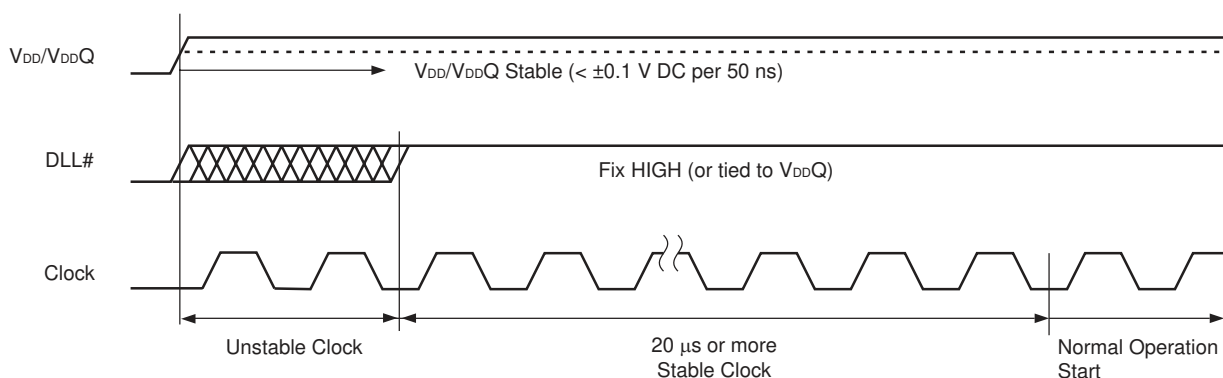 VDD/VDDQ
VDD/VDDQ Stable (< ±0.1 V DC per 50 ns)
DLL#
Fix HIGH (or tied to VDDQ)
Clock
Unstable Clock
20 μs or more
Stable Clock
Normal Operation
Start